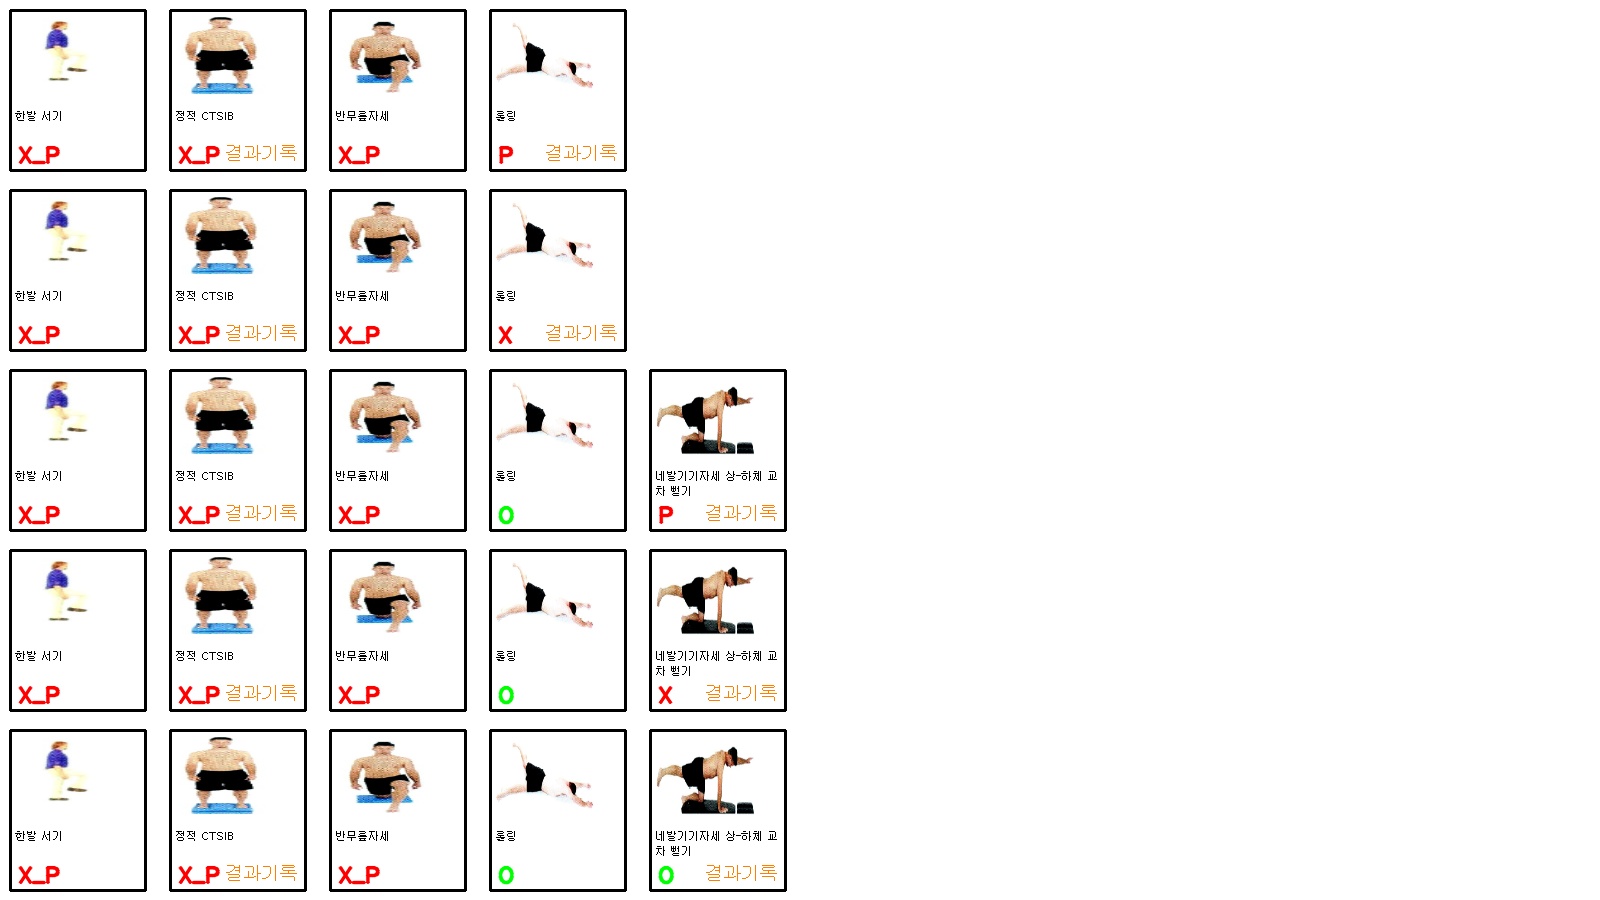 한발 서기
X_P
정적 CTSIB
X_P 결과기록
반무릎자세
X_P
롤링
P 결과기록
한발 서기
X_P
정적 CTSIB
X_P 결과기록
반무릎자세
X_P
롤링
X 결과기록
한발 서기
X_P
정적 CTSIB
X_P 결과기록
반무릎자세
X_P
롤링
O
네발기기자세 상-하체 교
차 뻗기
P 결과기록
한발 서기
X_P
정적 CTSIB
X_P 결과기록
반무릎자세
X_P
롤링
O
네발기기자세 상-하체 교
차 뻗기
X 결과기록
한발 서기
X_P
정적 CTSIB
X_P 결과기록
반무릎자세
X_P
롤링
O
네발기기자세 상-하체 교
차 뻗기
O 결과기록